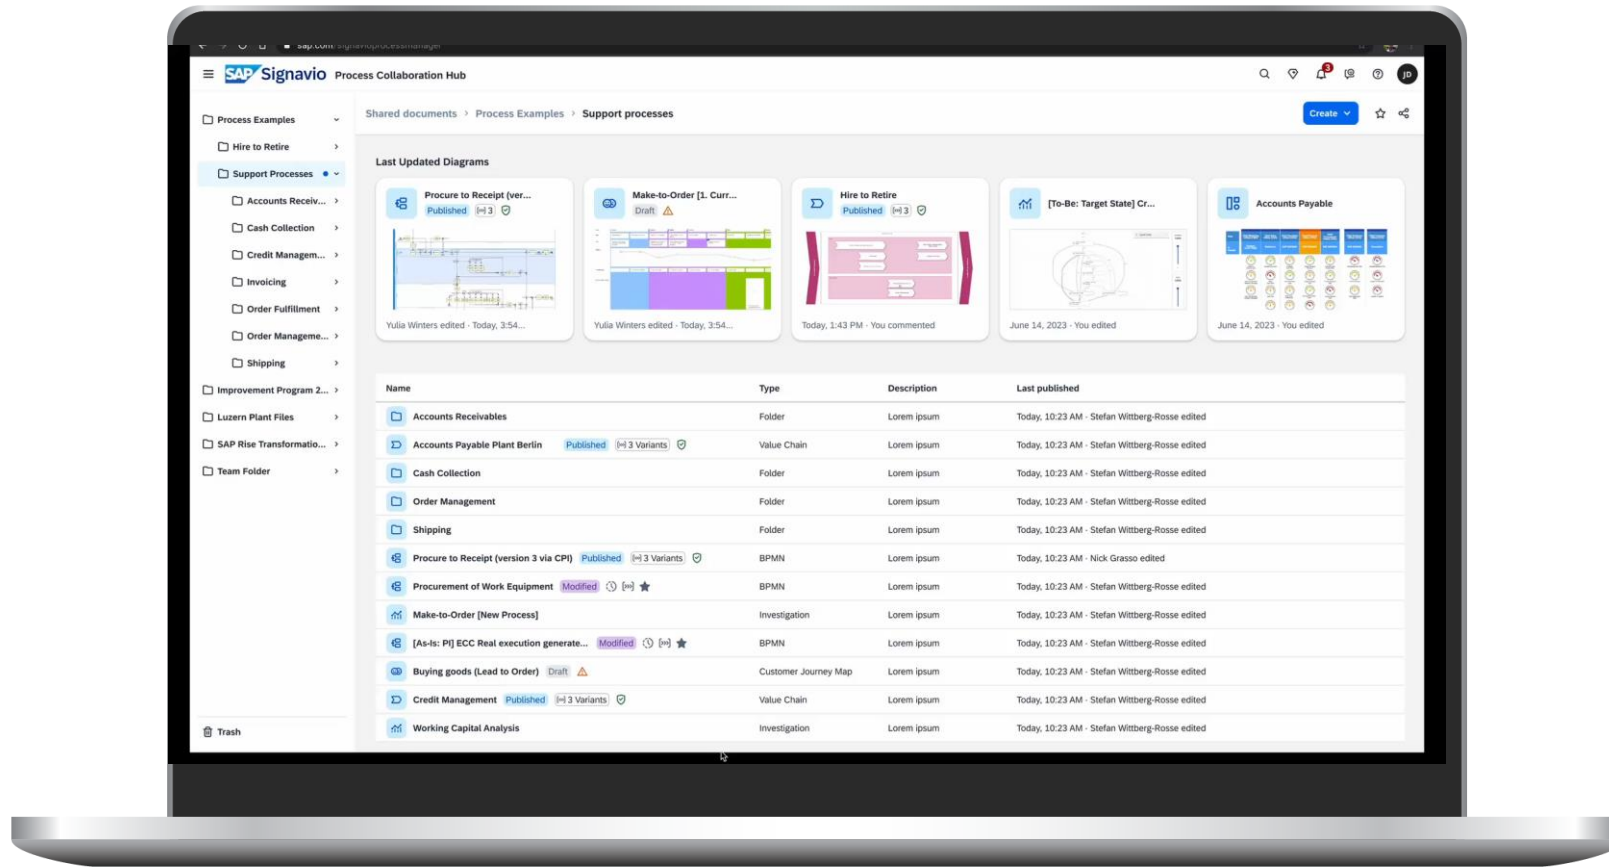 sap.com/signavioprocessmanager
SAP Signavio Process Collaboration Hub
3
JD
Process Examples
Hire to Retire
Support Processes
Accounts Receiv...
Cash Collection
Credit Managem...
Invoicing
Order Fulfillment
Order Manageme...
Shipping
Improvement Program 2...
Luzern Plant Files
SAP Rise Transformatio...
Team Folder
Trash
Shared documents > Process Examples > Support processes
Create
Last Updated Diagrams
Procure to Receipt (ver...
Published 3
Yulia Winters edited - Today, 3:54...
Make-to-Order [1. Curr...
Draft
Yulia Winters edited - Today, 3:54...
Hire to Retire
Published 3
Today, 1:43 PM - You commented
[To-Be: Target State] Cr...
June 14, 2023 - You edited
Accounts Payable
June 14, 2023 - You edited
Name Type Description Last published
Accounts Receivables Folder Lorem ipsum Today, 10:23 AM - Stefan Wittberg-Rosse edited
Accounts Payable Plant Berlin Published 3 Variants Value Chain Lorem ipsum Today, 10:23 AM - Stefan Wittberg-Rosse edited
Cash Collection Folder Lorem ipsum Today, 10:23 AM - Stefan Wittberg-Rosse edited
Order Management Folder Lorem ipsum Today, 10:23 AM - Stefan Wittberg-Rosse edited
Shipping Folder Lorem ipsum Today, 10:23 AM - Stefan Wittberg-Rosse edited
Procure to Receipt (version 3 via CPI) Published 3 Variants BPMN Lorem ipsum Today, 10:23 AM - Nick Grasso edited
Procurement of Work Equipment Modified BPMN Lorem ipsum Today, 10:23 AM - Stefan Wittberg-Rosse edited
Make-to-Order [New Process] Investigation Lorem ipsum Today, 10:23 AM - Stefan Wittberg-Rosse edited
[As-Is: PI] ECC Real execution generate... Modified BPMN Lorem ipsum Today, 10:23 AM - Stefan Wittberg-Rosse edited
Buying goods (Lead to Order) Draft Customer Journey Map Lorem ipsum Today, 10:23 AM - Stefan Wittberg-Rosse edited
Credit Management Published 3 Variants Value Chain Lorem ipsum Today, 10:23 AM - Stefan Wittberg-Rosse edited
Working Capital Analysis Investigation Lorem ipsum Today, 10:23 AM - Stefan Wittberg-Rosse edited